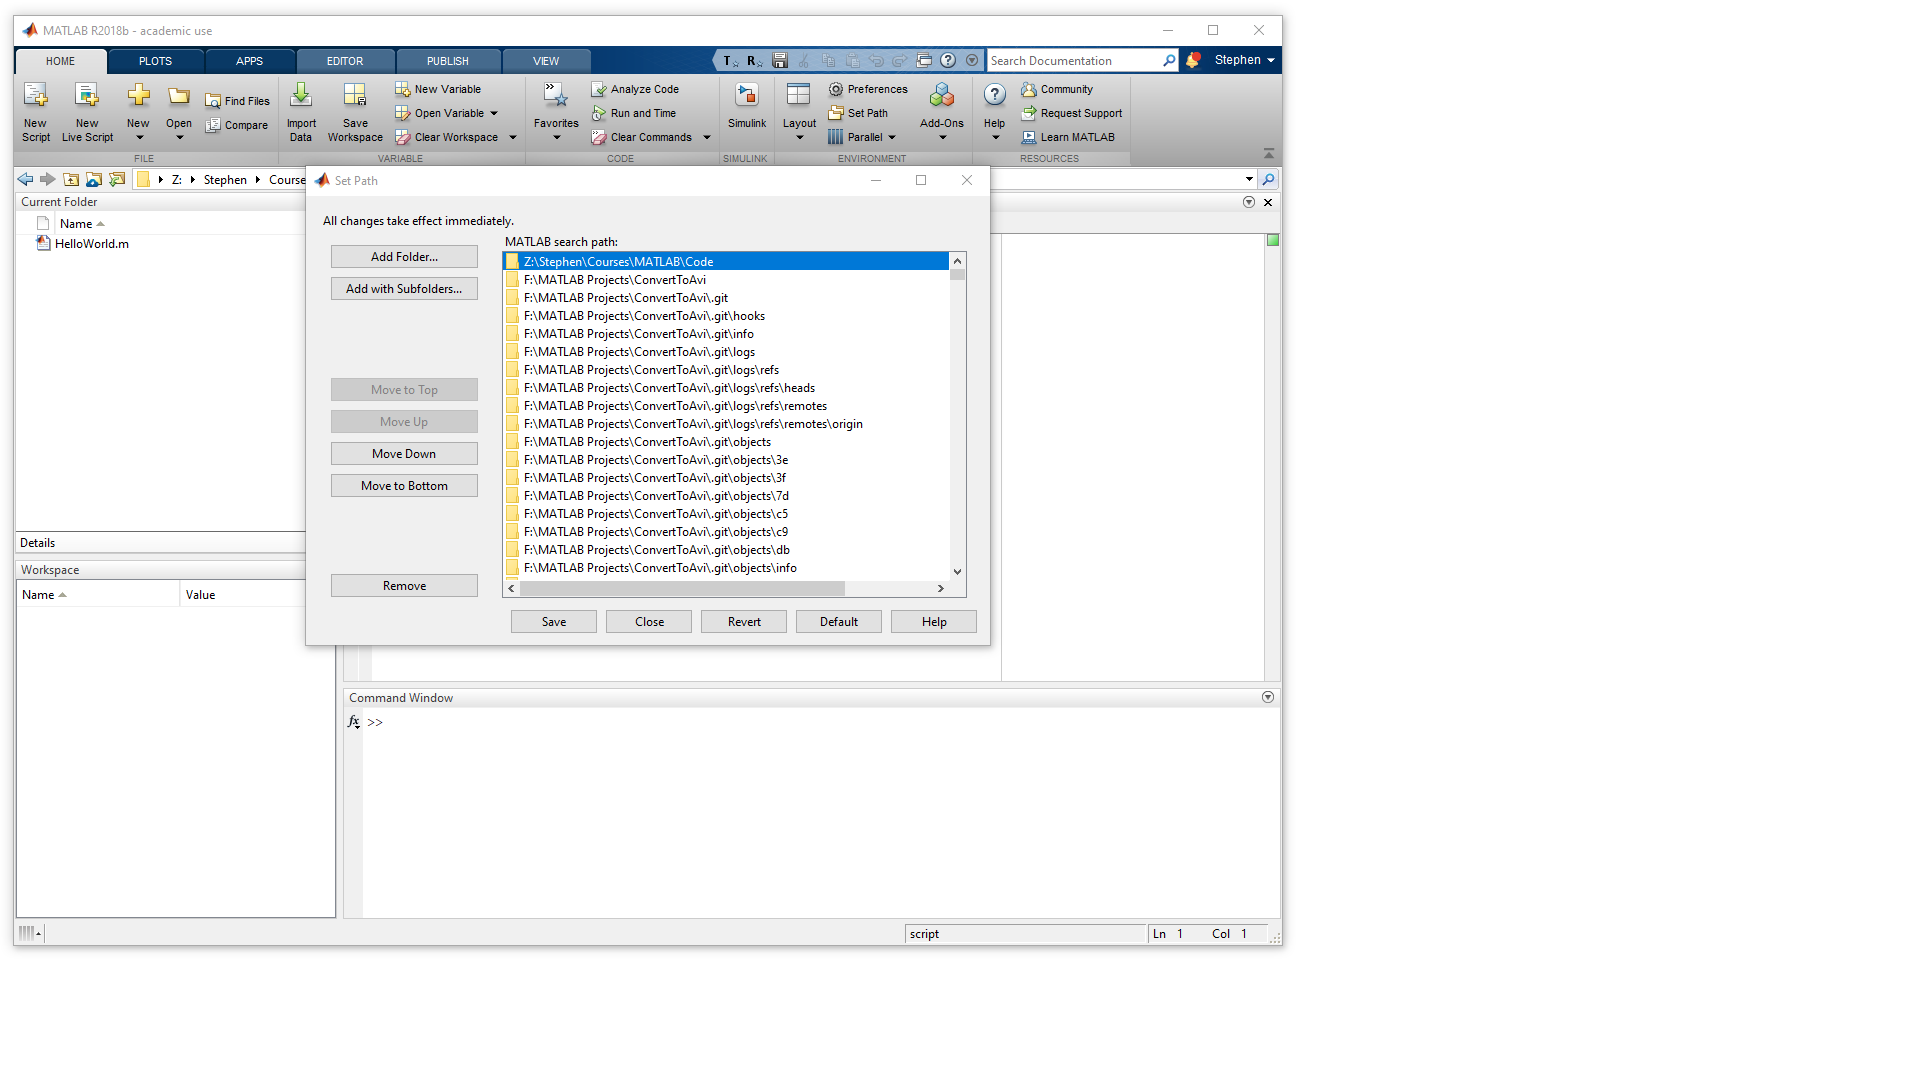 MATLAB R2018b - academic use
HOME PLOTS APPS EDITOR PUBLISH VIEW Search Documentation Stephen
New Script
New Live Script
New
Open
Find Files
Compare
FILE
Import Data
Save Workspace
New Variable
Open Variable
Clear Workspace
VARIABLE
Favorites
Analyze Code
Run and Time
Clear Commands
CODE
Simulink
SIMULINK
Layout
Preferences
Set Path
Parallel
Add-Ons
ENVIRONMENT
Help
Community
Request Support
Learn MATLAB
RESOURCES
Z: Stephen Course
Current Folder
Name
HelloWorld.m
Details
Workspace
Name Value
Set Path
All changes take effect immediately.
MATLAB search path:
Add Folder...
Add with Subfolders...
Move to Top
Move Up
Move Down
Move to Bottom
Remove
Z:\Stephen\Courses\MATLAB\Code
F:\MATLAB Projects\ConvertToAvi
F:\MATLAB Projects\ConvertToAvi\.git
F:\MATLAB Projects\ConvertToAvi\.git\hooks
F:\MATLAB Projects\ConvertToAvi\.git\info
F:\MATLAB Projects\ConvertToAvi\.git\logs
F:\MATLAB Projects\ConvertToAvi\.git\logs\refs
F:\MATLAB Projects\ConvertToAvi\.git\logs\refs\heads
F:\MATLAB Projects\ConvertToAvi\.git\logs\refs\remotes
F:\MATLAB Projects\ConvertToAvi\.git\logs\refs\remotes\origin
F:\MATLAB Projects\ConvertToAvi\.git\objects
F:\MATLAB Projects\ConvertToAvi\.git\objects\3e
F:\MATLAB Projects\ConvertToAvi\.git\objects\3f
F:\MATLAB Projects\ConvertToAvi\.git\objects\7d
F:\MATLAB Projects\ConvertToAvi\.git\objects\c5
F:\MATLAB Projects\ConvertToAvi\.git\objects\c9
F:\MATLAB Projects\ConvertToAvi\.git\objects\db
F:\MATLAB Projects\ConvertToAvi\.git\objects\info
Save Close Revert Default Help
Command Window
fx >>
script Ln 1 Col 1